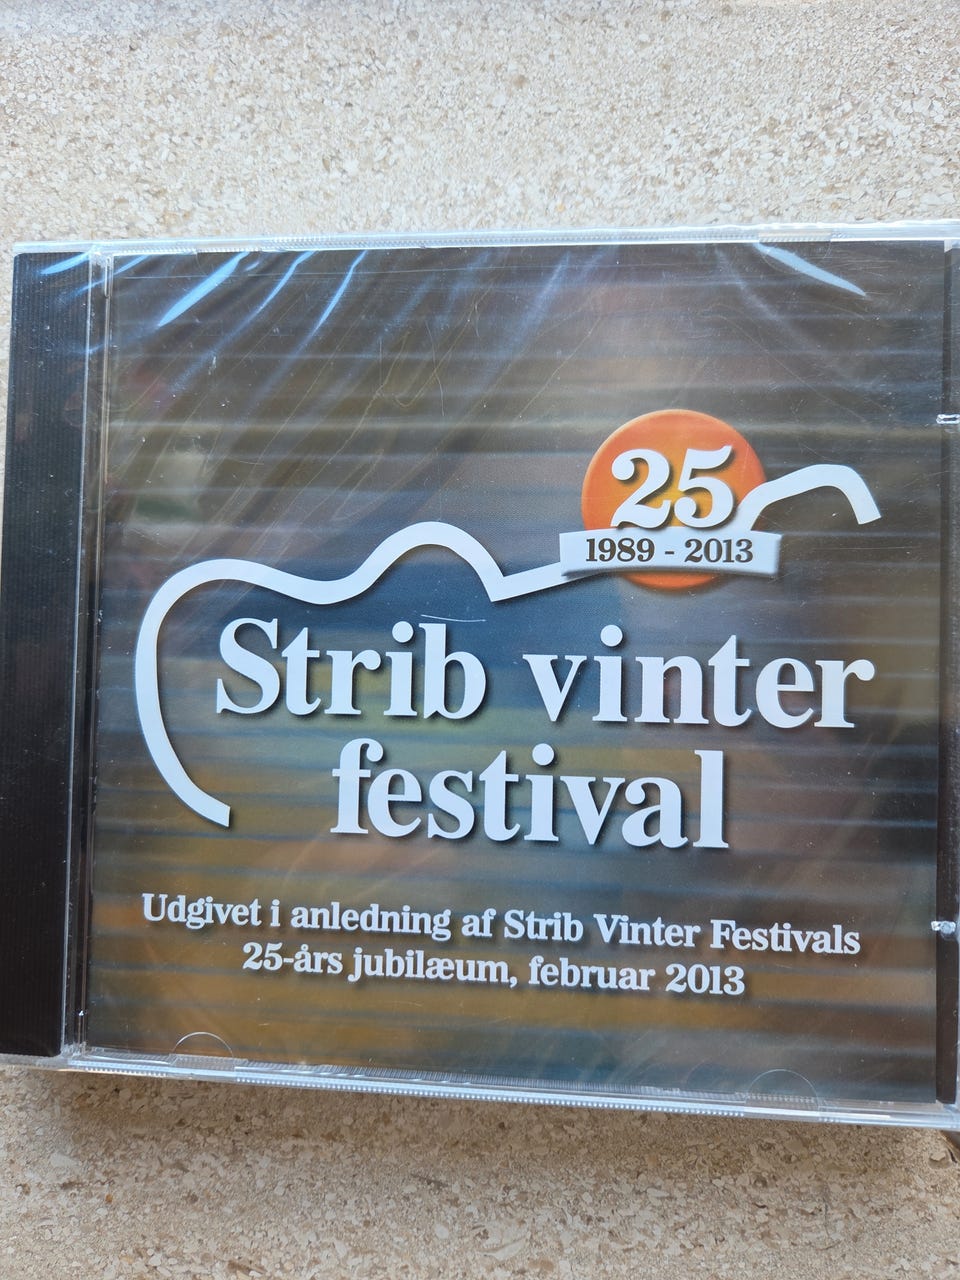 25
1989 - 2013
Strib vinter
festival
Udgivet i anledning af Strib Vinter Festivals
25-års jubilæum, februar 2013